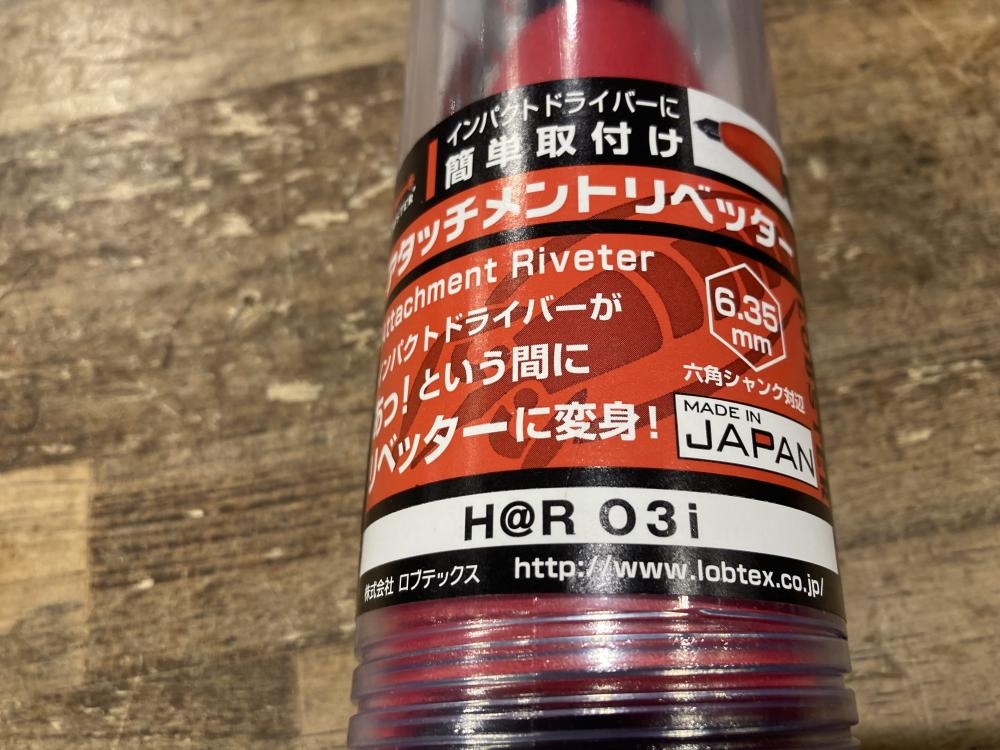 インパクトドライバーに
簡単取付け
アタッチメントリベッター
Attachment Riveter
インパクトドライバーが
あっ!という間に
リベッターに変身!
6.35
mm
六角シャンク対辺
MADE IN
JAPAN
H@R 03i
株式会社 ロブテックス
http://www.lobtex.co.jp/